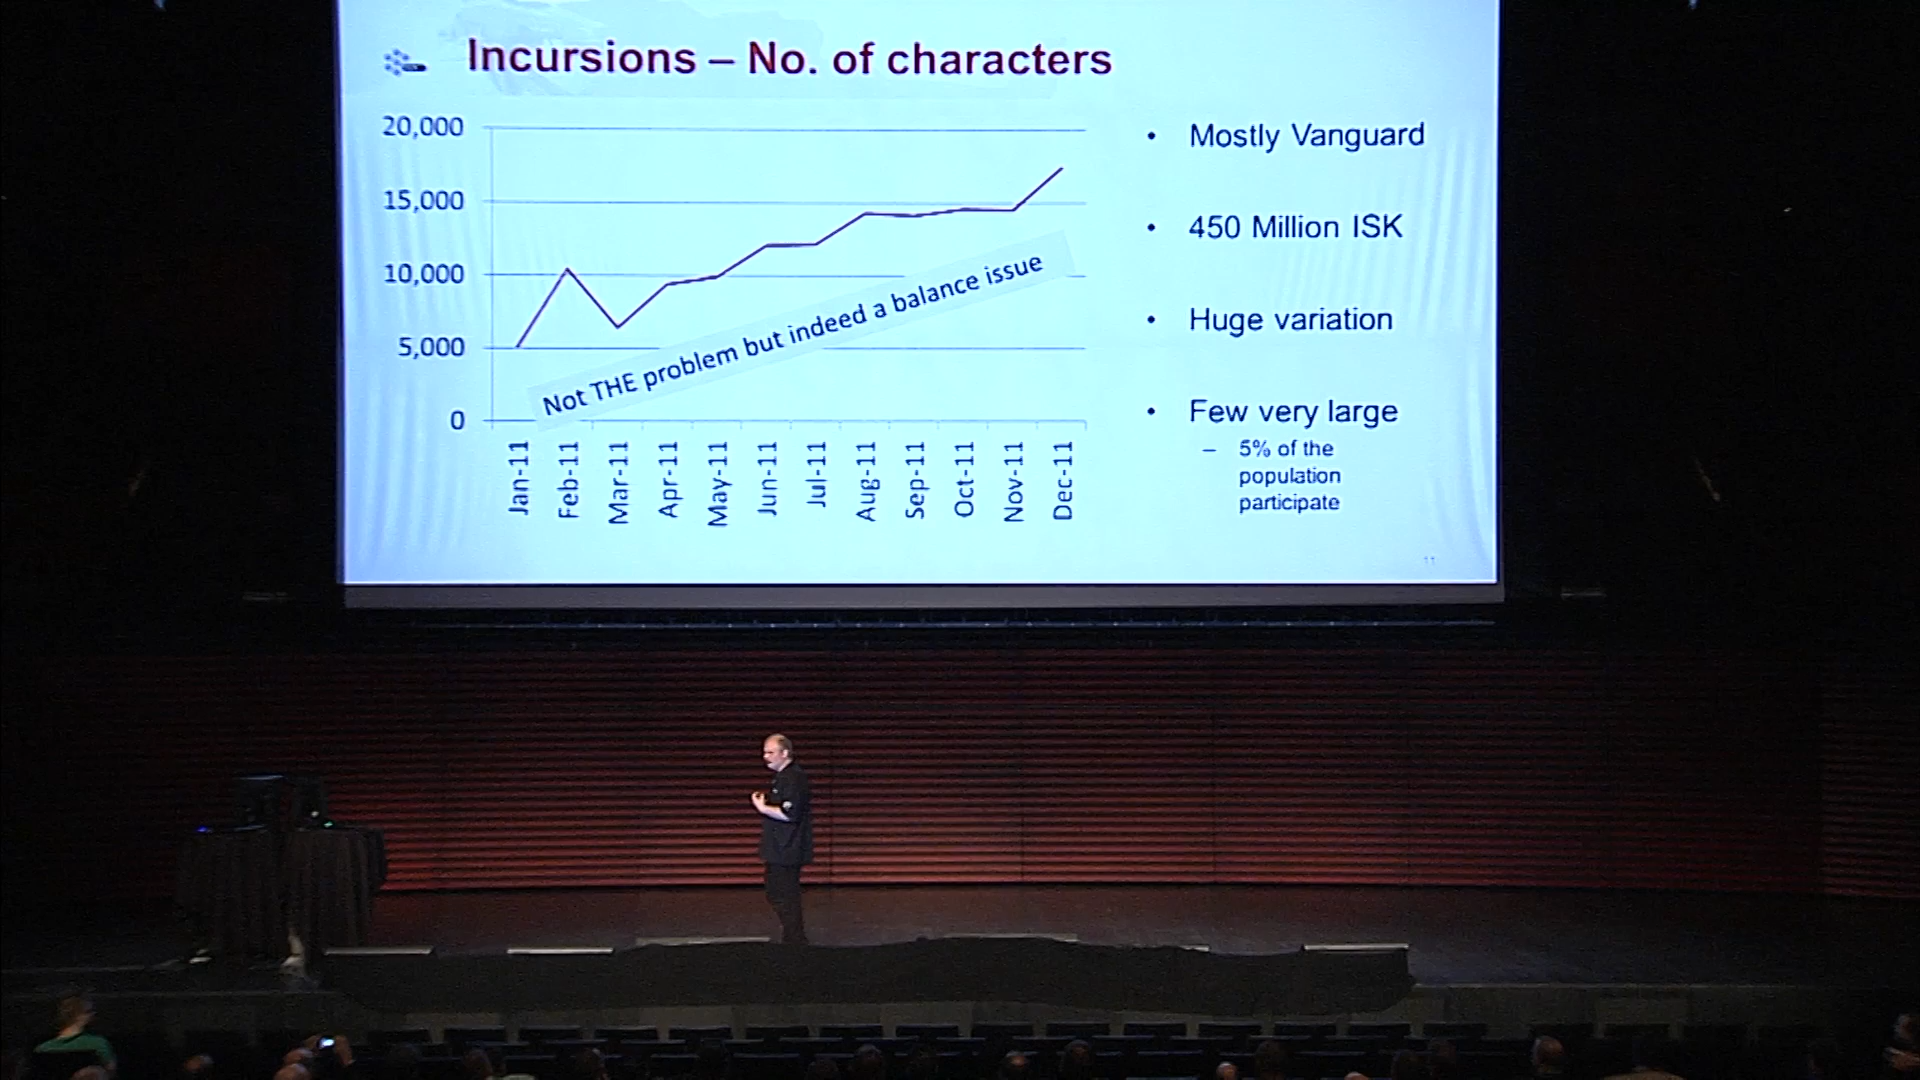 Incursions – No. of characters
20,000
15,000
10,000
5,000
0
Jan-11
Feb-11
Mar-11
Apr-11
May-11
Jun-11
Jul-11
Aug-11
Sep-11
Oct-11
Nov-11
Dec-11
Not THE problem but indeed a balance issue
• Mostly Vanguard
• 450 Million ISK
• Huge variation
• Few very large
– 5% of the
population
participate
11